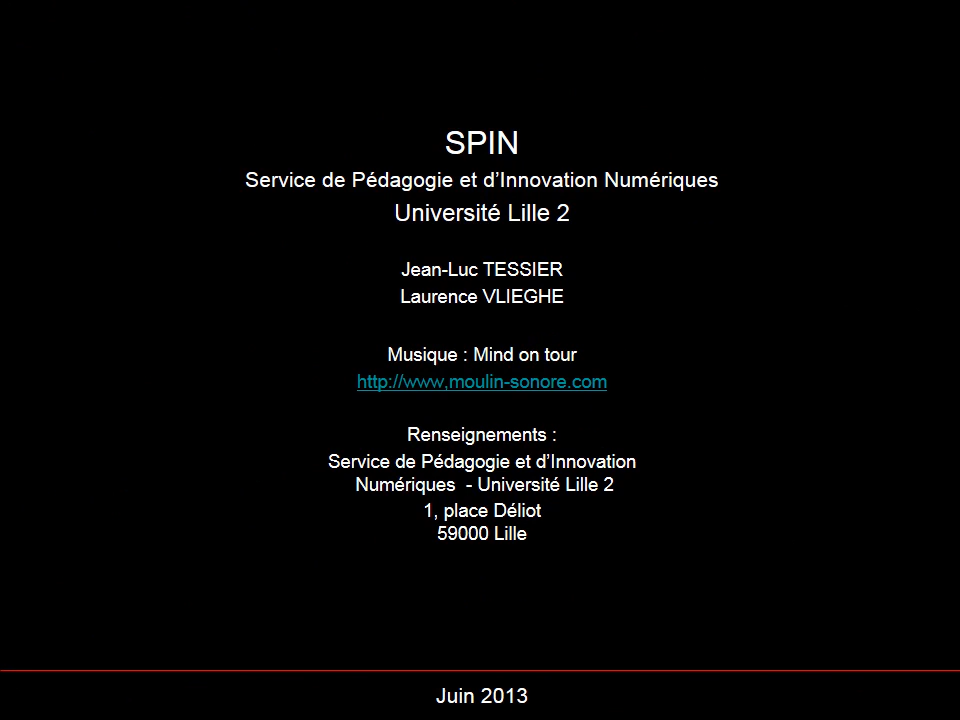 SPIN
Service de Pédagogie et d’Innovation Numériques
Université Lille 2
Jean-Luc TESSIER
Laurence VLIEGHE
Musique : Mind on tour
http://www,moulin-sonore.com
Renseignements :
Service de Pédagogie et d’Innovation
Numériques - Université Lille 2
1, place Déliot
59000 Lille
Juin 2013